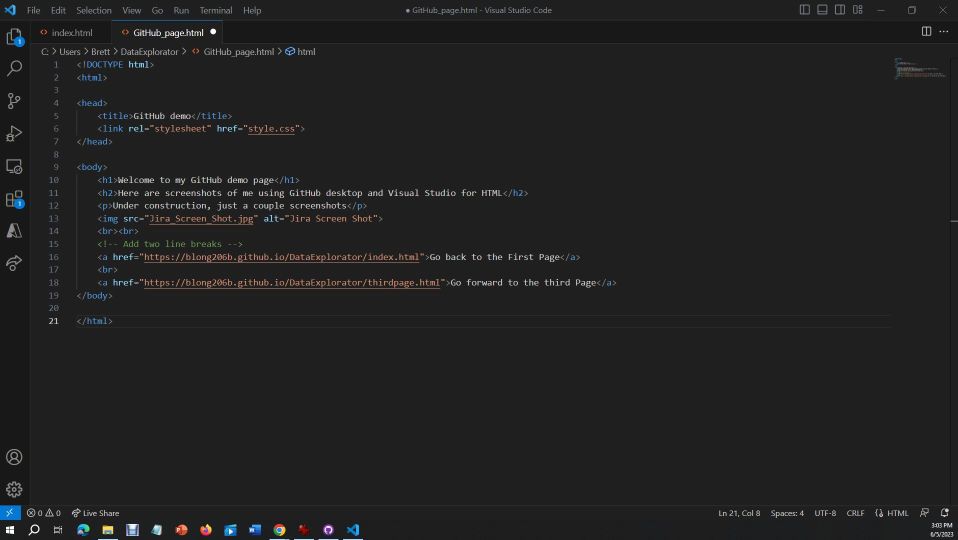 File Edit Selection View Go Run Terminal Help
● GitHub_page.html - Visual Studio Code
index.html
GitHub_page.html ●
C: > Users > Brett > DataExplorator > GitHub_page.html > html
1 <!DOCTYPE html>
2 <html>
3
4 <head>
5 <title>GitHub demo</title>
6 <link rel="stylesheet" href="style.css">
7 </head>
8
9 <body>
10 <h1>Welcome to my GitHub demo page</h1>
11 <h2>Here are screenshots of me using GitHub desktop and Visual Studio for HTML</h2>
12 <p>Under construction, just a couple screenshots</p>
13 <img src="Jira_Screen_Shot.jpg" alt="Jira Screen Shot">
14 <br><br>
15 <!-- Add two line breaks -->
16 <a href="https://blong206b.github.io/DataExplorator/index.html">Go back to the First Page</a>
17 <br>
18 <a href="https://blong206b.github.io/DataExplorator/thirdpage.html">Go forward to the third Page</a>
19 </body>
20
21 </html>
1
1
0 0 Live Share
Ln 21, Col 8 Spaces: 4 UTF-8 CRLF HTML
3:03 PM
6/5/2023